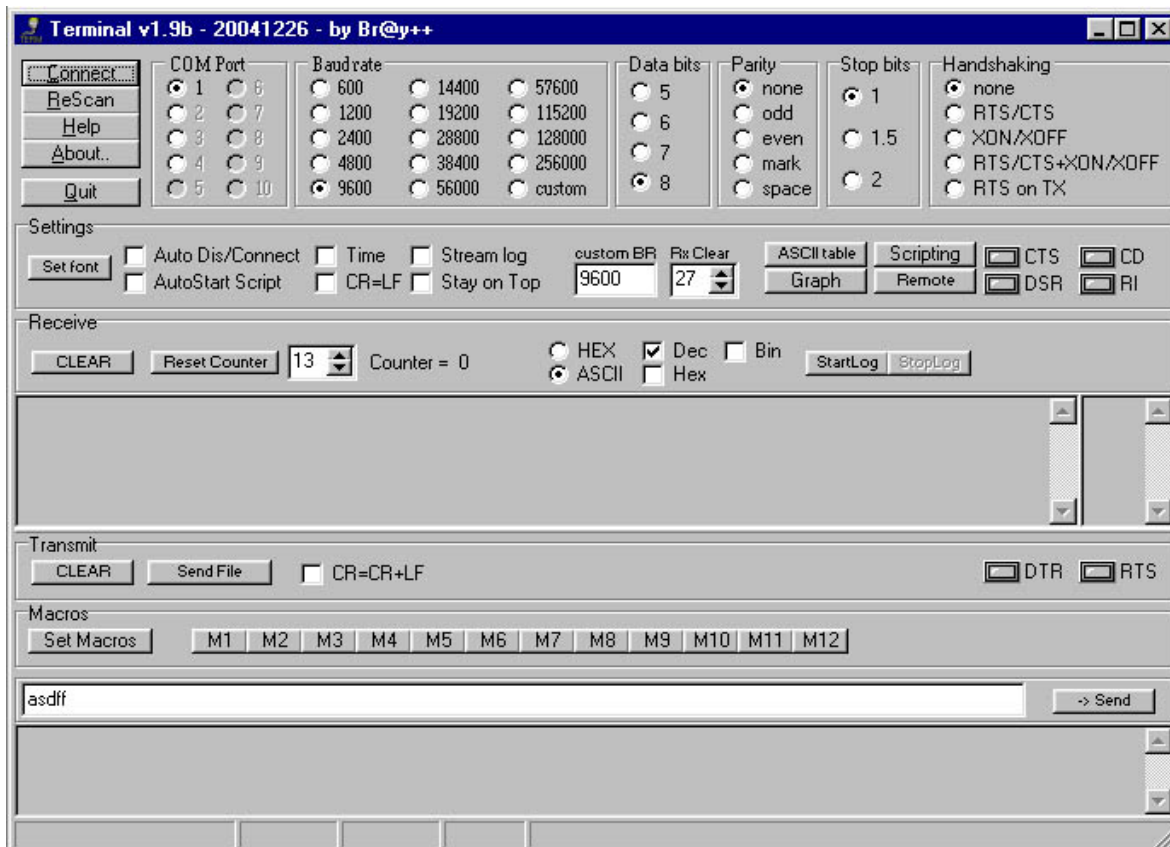 Terminal v1.9b - 20041226 - by Br@y++
Connect
ReScan
Help
About..
Quit
COM Port
1 6
2 7
3 8
4 9
5 10
Baud rate
600 14400 57600
1200 19200 115200
2400 28800 128000
4800 38400 256000
9600 56000 custom
Data bits
5
6
7
8
Parity
none
odd
even
mark
space
Stop bits
1
1.5
2
Handshaking
none
RTS/CTS
XON/XOFF
RTS/CTS+XON/XOFF
RTS on TX
Settings
Set font
Auto Dis/Connect Time Stream log
AutoStart Script CR=LF Stay on Top
custom BR Rx Clear
9600 27
ASCII table Scripting CTS CD
Graph Remote DSR RI
Receive
CLEAR Reset Counter 13 Counter = 0
HEX Dec Bin
ASCII Hex
StartLog StopLog
Transmit
CLEAR Send File CR=CR+LF DTR RTS
Macros
Set Macros M1 M2 M3 M4 M5 M6 M7 M8 M9 M10 M11 M12
asdff -> Send